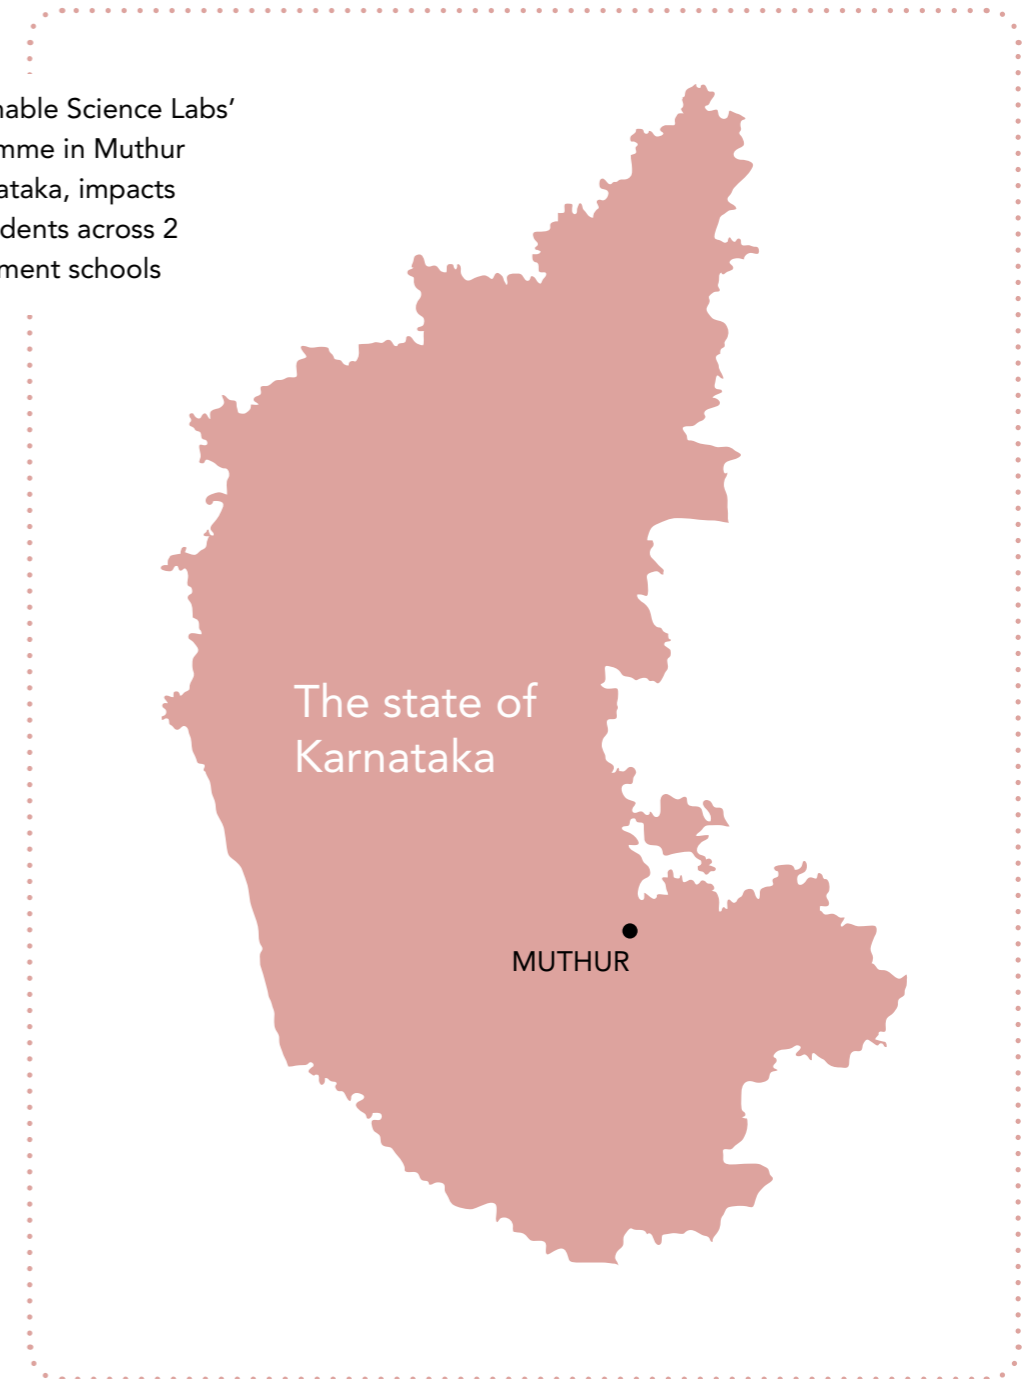 nable Science Labs’
mme in Muthur
ataka, impacts
dents across 2
ment schools
The state of
Karnataka
MUTHUR